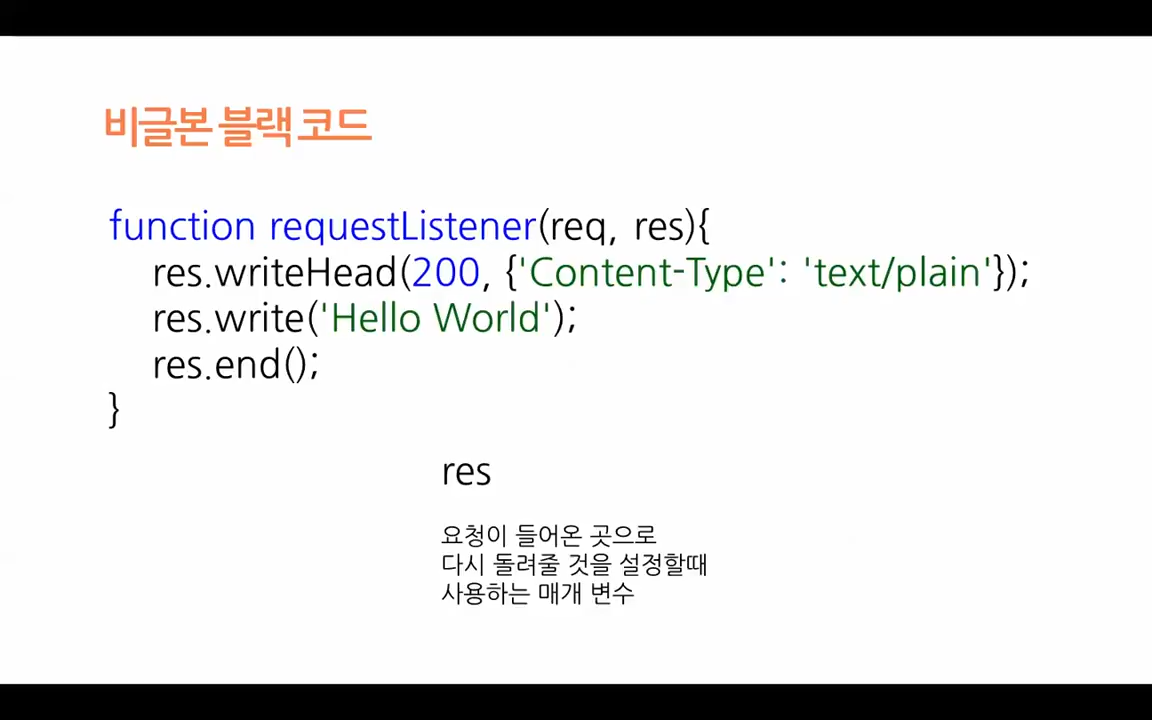 비글본 블랙 코드
function requestListener(req, res){
res.writeHead(200, {'Content-Type': 'text/plain'});
res.write('Hello World');
res.end();
}
res
요청이 들어온 곳으로
다시 돌려줄 것을 설정할때
사용하는 매개 변수